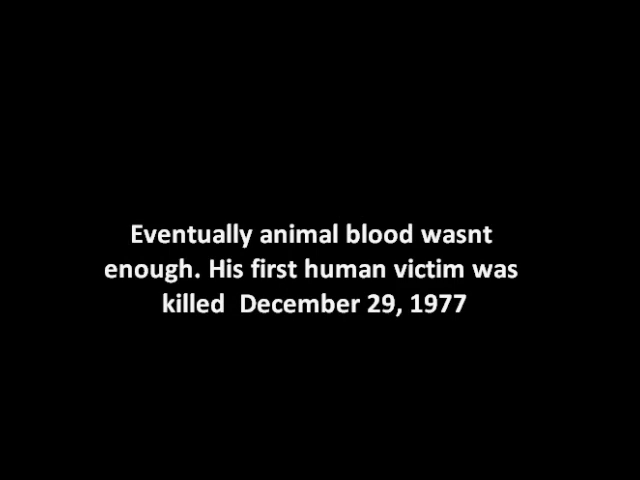 Eventually animal blood wasnt
enough. His first human victim was
killed  December 29, 1977